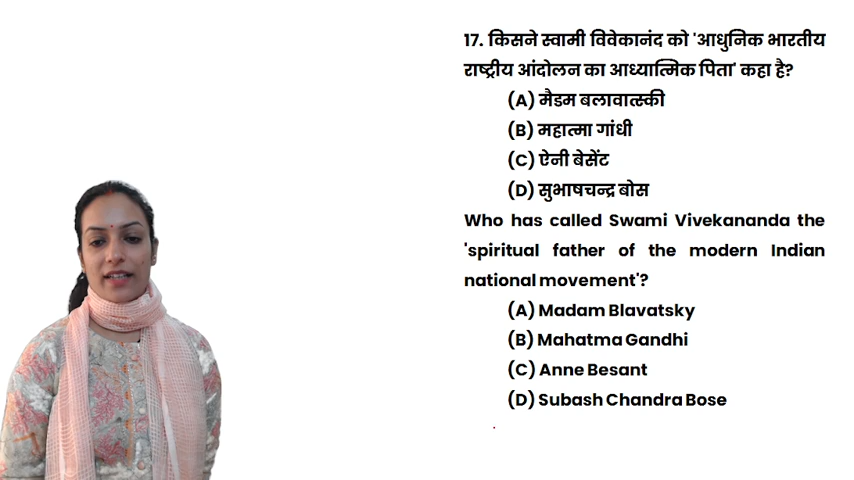 17. किसने स्वामी विवेकानंद को 'आधुनिक भारतीय
राष्ट्रीय आंदोलन का आध्यात्मिक पिता' कहा है?
(A) मैडम बलावात्स्की
(B) महात्मा गांधी
(C) ऐनी बेसेंट
(D) सुभाषचन्द्र बोस
Who has called Swami Vivekananda the
'spiritual father of the modern Indian
national movement'?
(A) Madam Blavatsky
(B) Mahatma Gandhi
(C) Anne Besant
(D) Subash Chandra Bose